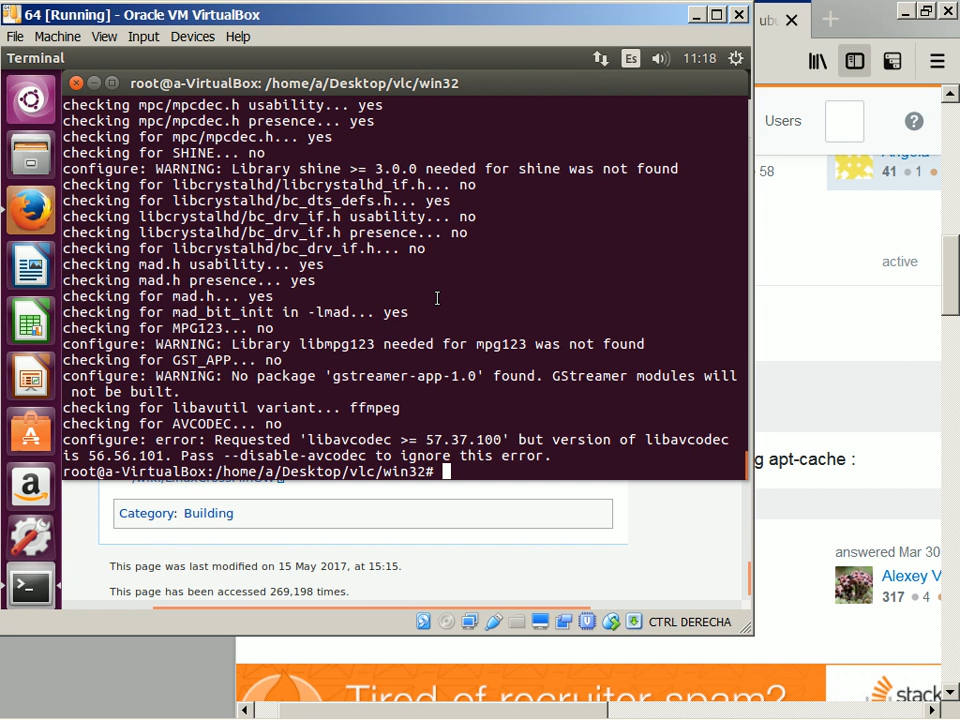 64 [Running] - Oracle VM VirtualBox
File Machine View Input Devices Help
Terminal
Es
11:18
root@a-VirtualBox: /home/a/Desktop/vlc/win32
checking mpc/mpcdec.h usability... yes
checking mpc/mpcdec.h presence... yes
checking for mpc/mpcdec.h... yes
checking for SHINE... no
configure: WARNING: Library shine >= 3.0.0 needed for shine was not found
checking for libcrystalhd/libcrystalhd_if.h... no
checking for libcrystalhd/bc_dts_defs.h... yes
checking libcrystalhd/bc_drv_if.h usability... no
checking libcrystalhd/bc_drv_if.h presence... no
checking for libcrystalhd/bc_drv_if.h... no
checking mad.h usability... yes
checking mad.h presence... yes
checking for mad.h... yes
checking for mad_bit_init in -lmad... yes
checking for MPG123... no
configure: WARNING: Library libmpg123 needed for mpg123 was not found
checking for GST_APP... no
configure: WARNING: No package 'gstreamer-app-1.0' found. GStreamer modules will
not be built.
checking for libavutil variant... ffmpeg
checking for AVCODEC... no
configure: error: Requested 'libavcodec >= 57.37.100' but version of libavcodec
is 56.56.101. Pass --disable-avcodec to ignore this error.
root@a-VirtualBox:/home/a/Desktop/vlc/win32#
Category: Building
This page was last modified on 15 May 2017, at 15:15.
This page has been accessed 269,198 times.
CTRL DERECHA
ubu
Users
58
41 1
active
g apt-cache :
answered Mar 30
Alexey V
317 4
Tired of recruiter spam?
stack